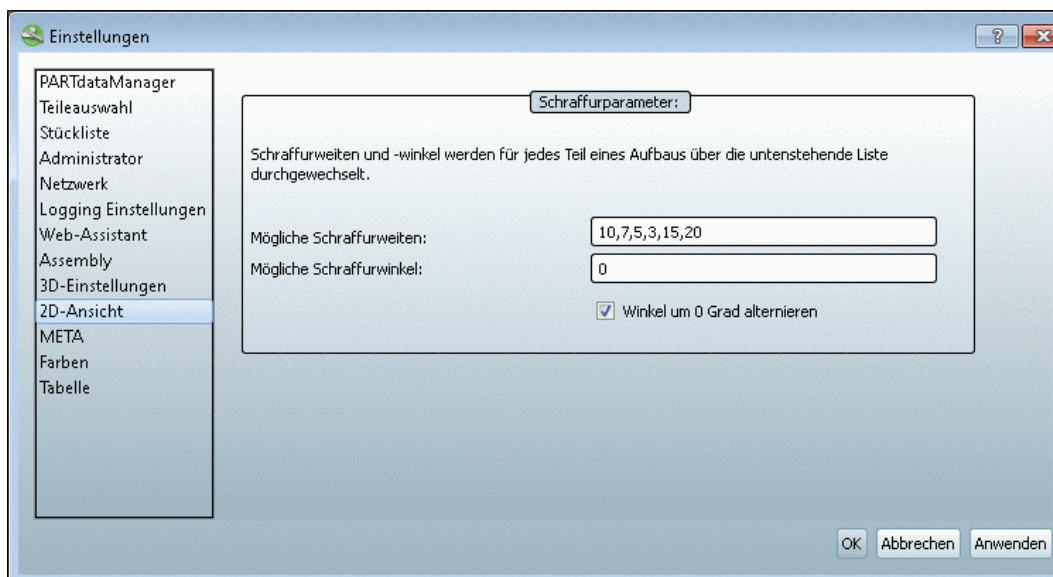 Einstellungen
PARTdataManager
Teileauswahl
Stückliste
Administrator
Netzwerk
Logging Einstellungen
Web-Assistant
Assembly
3D-Einstellungen
2D-Ansicht
META
Farben
Tabelle
Schraffurparameter:
Schraffurweiten und -winkel werden für jedes Teil eines Aufbaus über die untenstehende Liste
durchgewechselt.
Mögliche Schraffurweiten: 10,7,5,3,15,20
Mögliche Schraffurwinkel: 0
Winkel um 0 Grad alternieren
OK Abbrechen Anwenden